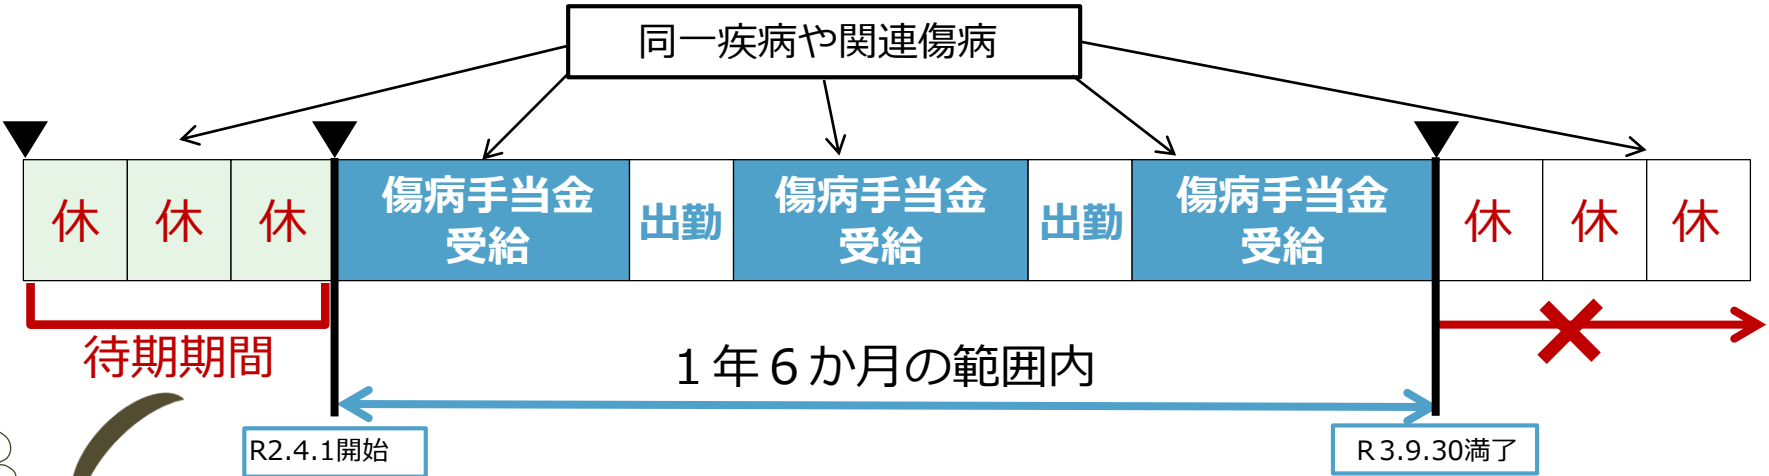 同一疾病や関連傷病
休 休 休 傷病手当金 受給 出勤 傷病手当金 受給 出勤 傷病手当金 受給 休 休 休
待期期間
１年６か月の範囲内
R2.4.1開始
R３.9.30満了